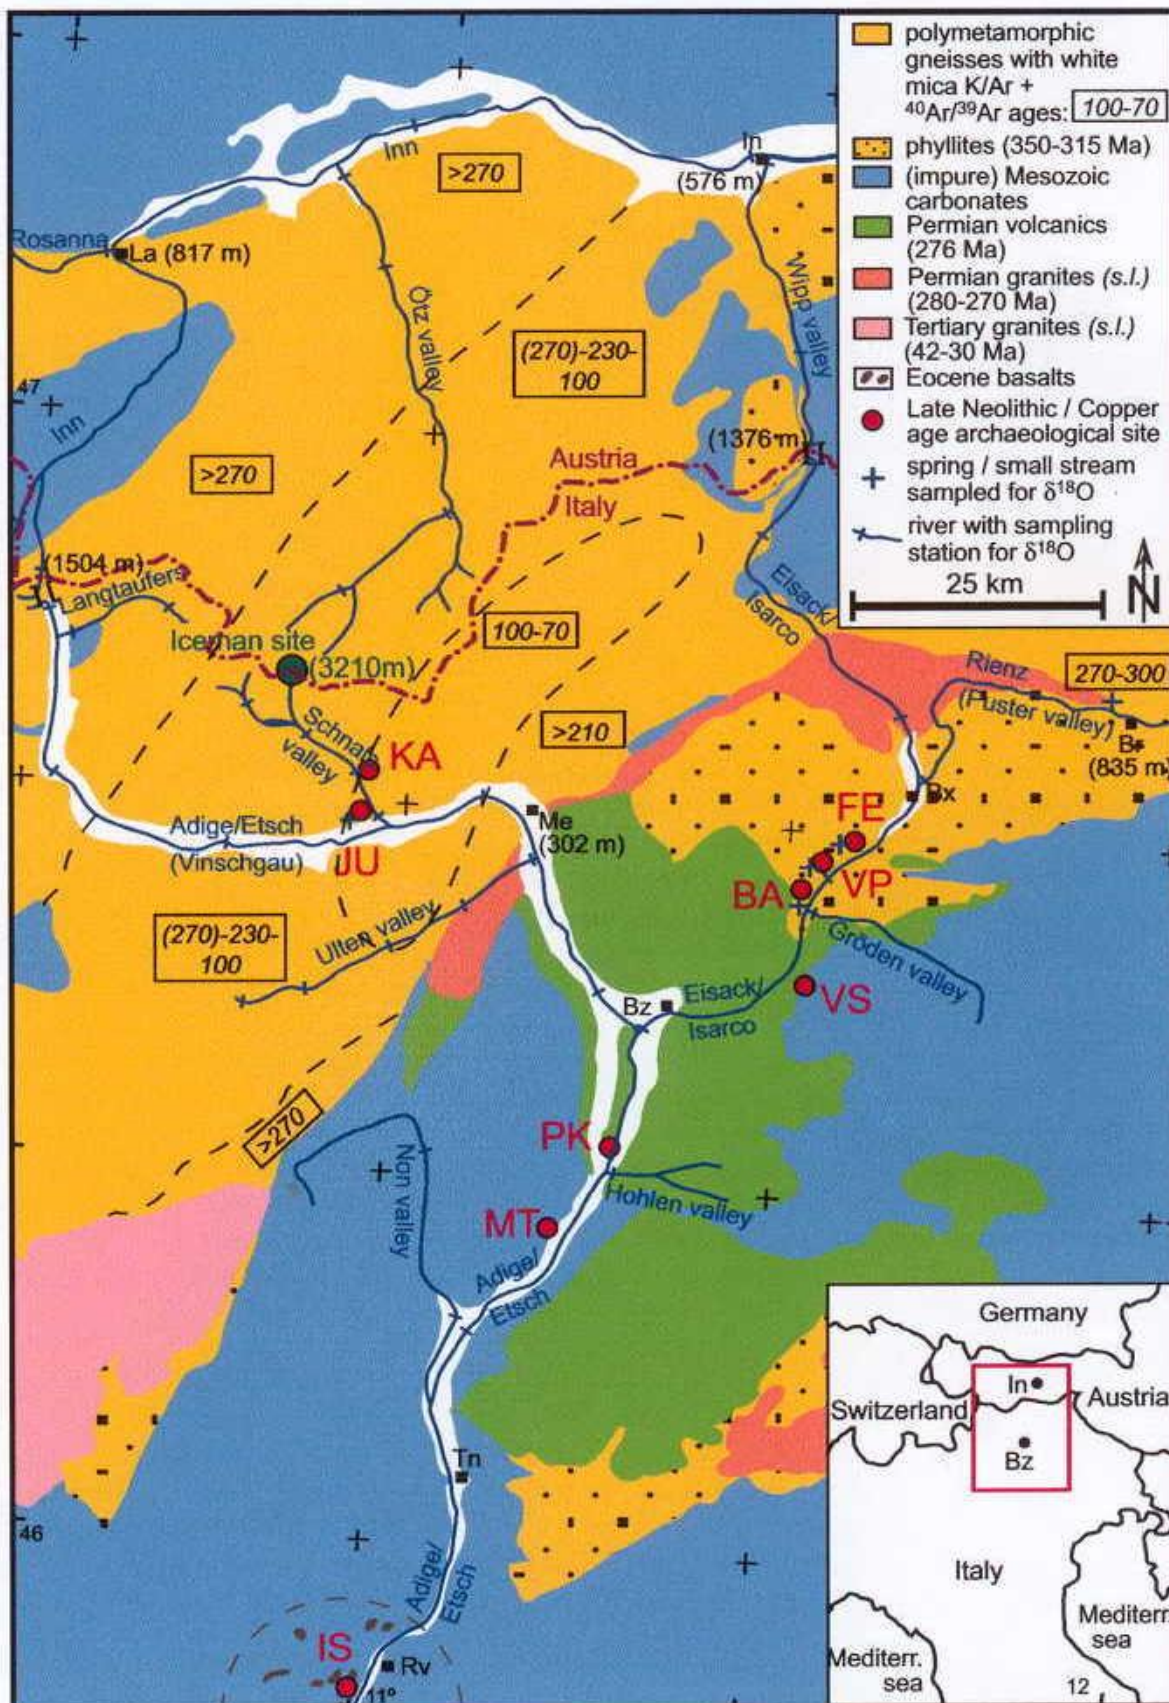 polymetamorphic
gneisses with white
mica K/Ar +
⁴⁰Ar/³⁹Ar ages: 100-70
phyllites (350-315 Ma)
(impure) Mesozoic
carbonates
Permian volcanics
(276 Ma)
Permian granites (s.l.)
(280-270 Ma)
Tertiary granites (s.l.)
(42-30 Ma)
Eocene basalts
Late Neolithic / Copper
age archaeological site
spring / small stream
sampled for δ¹⁸O
river with sampling
station for δ¹⁸O
25 km
N
Inn
>270
In
(576 m)
Rosanna
La (817 m)
Ötz valley
Wipp valley
(270)-230-
100
47
Inn
(1376 m)
Austria
Italy
>270
(1504 m)
Langtaufers
Eisack/
Isarco
Iceman site
(3210m)
100-70
Rienz
(Puster valley)
270-300
Br
(835 m)
Schnals
valley
>210
KA
Bx
Adige/Etsch
(Vinschgau)
JU
Me
(302 m)
FE
VP
BA
Ulten valley
(270)-230-
100
Gröden valley
VS
Bz
Eisack/
Isarco
>270
PK
Non valley
Hohlen valley
MT
Adige/
Etsch
Tn
46
Adige/
Etsch
IS
Rv
11°
Germany
In
Austria
Switzerland
Bz
Italy
Mediterr.
sea
Mediterr.
sea
12